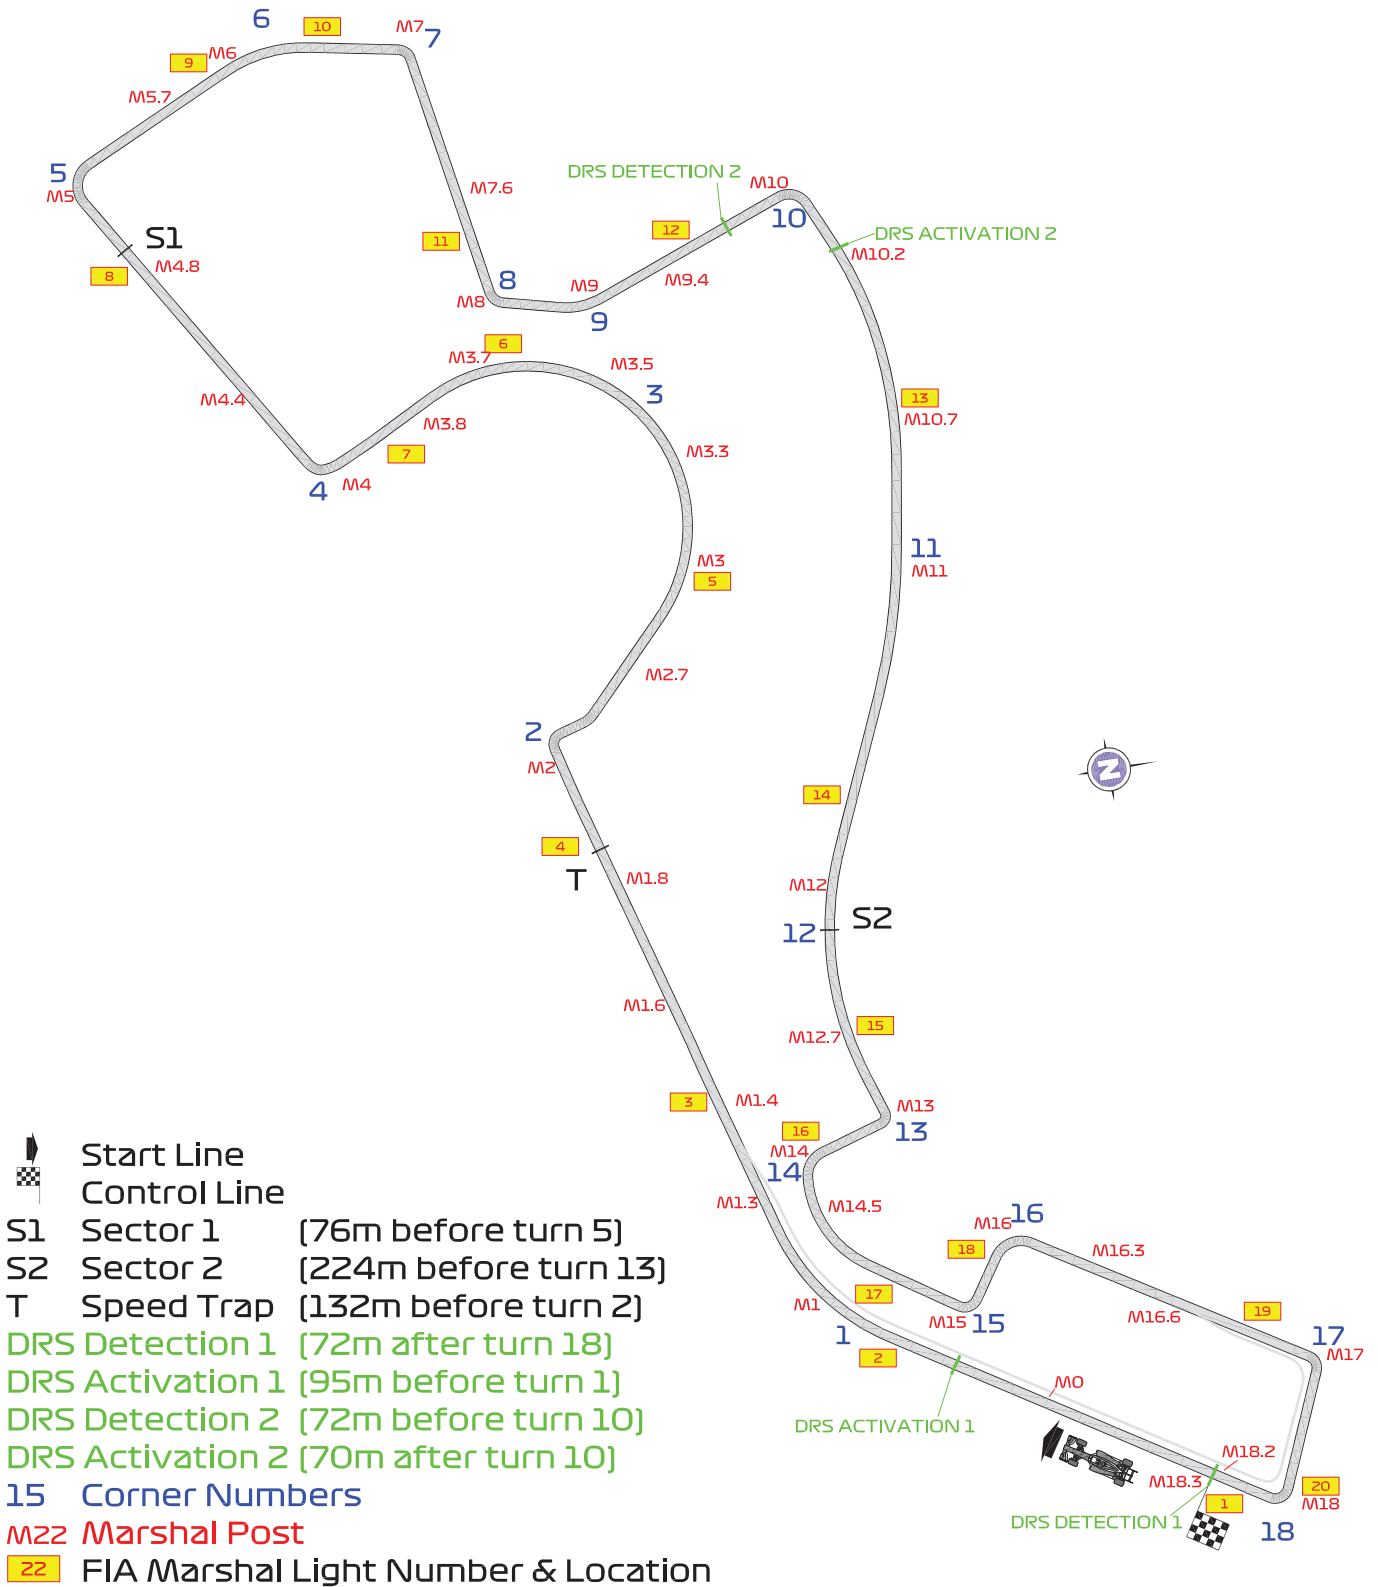 6
10
M7
7
M6
9
M5.7
5
M5
S1
M4.8
8
M7.6
11
8
M8
M9
9
DRS DETECTION 2
M10
10
12
M9.4
DRS ACTIVATION 2
M10.2
6
M3.7
M3.5
3
M4.4
M3.8
7
4
M4
M3.3
13
M10.7
M3
5
11
M11
M2.7
2
M2
N
14
4
T
M1.8
M12
12
S2
M1.6
15
M12.7
3
M1.4
M13
13
16
M14
14
M1.3
M14.5
M16
16
18
M16.3
17
M1
1
2
M15
15
M16.6
19
17
M17
M0
DRS ACTIVATION 1
M18.2
M18.3
1
20
M18
18
DRS DETECTION 1
Start Line
Control Line
S1 Sector 1 (76m before turn 5)
S2 Sector 2 (224m before turn 13)
T Speed Trap (132m before turn 2)
DRS Detection 1 (72m after turn 18)
DRS Activation 1 (95m before turn 1)
DRS Detection 2 (72m before turn 10)
DRS Activation 2 (70m after turn 10)
15 Corner Numbers
M22 Marshal Post
22 FIA Marshal Light Number & Location